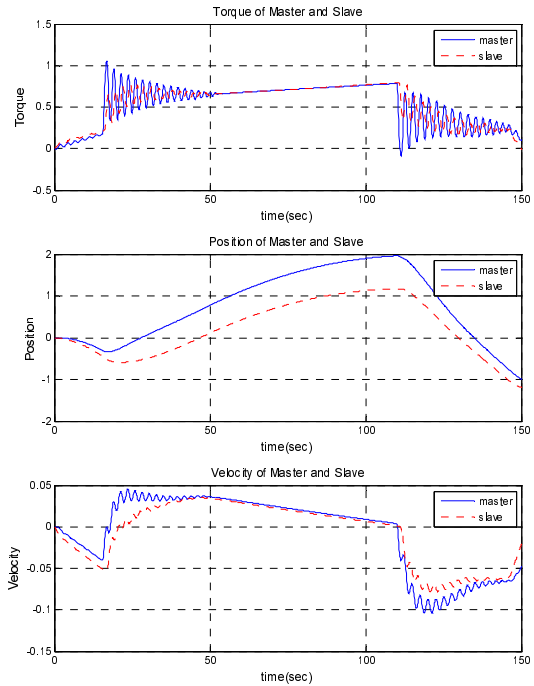 Torque of Master and Slave
1.5
1
0.5
0
-0.5
Torque
master
slave
0
50
100
150
time(sec)
Position of Master and Slave
2
1
0
-1
-2
Position
master
slave
0
50
100
150
time(sec)
Velocity of Master and Slave
0.05
0
-0.05
-0.1
-0.15
Velocity
master
slave
0
50
100
150
time(sec)